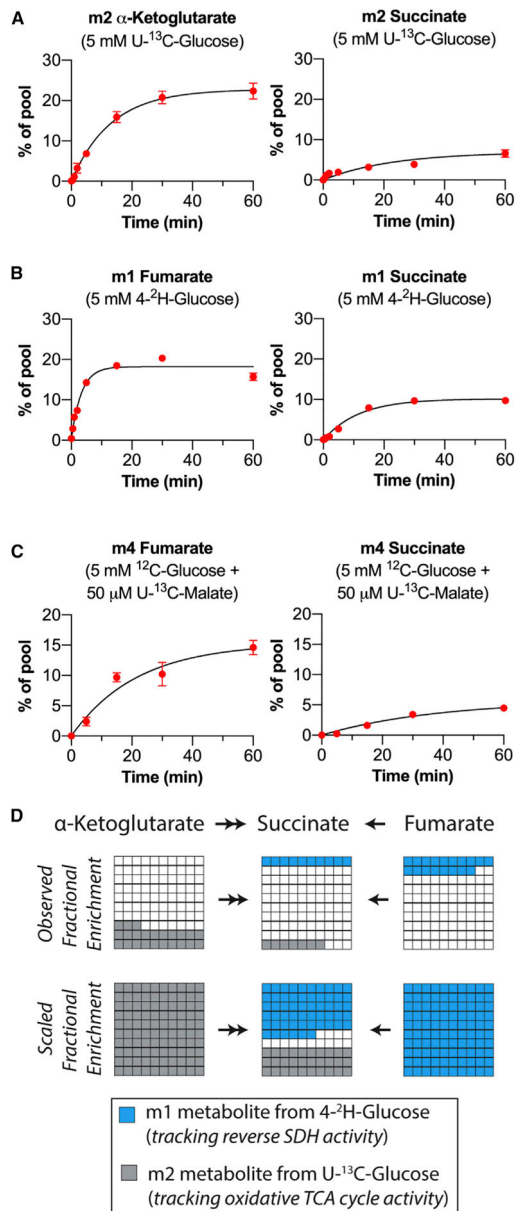 A
m2 α-Ketoglutarate
(5 mM U-¹³C-Glucose)
% of pool
30
20
10
0
0 20 40 60
Time (min)
m2 Succinate
(5 mM U-¹³C-Glucose)
% of pool
30
20
10
0
0 20 40 60
Time (min)
B
m1 Fumarate
(5 mM 4-²H-Glucose)
% of pool
30
20
10
0
0 20 40 60
Time (min)
m1 Succinate
(5 mM 4-²H-Glucose)
% of pool
30
20
10
0
0 20 40 60
Time (min)
C
m4 Fumarate
(5 mM ¹²C-Glucose +
50 μM U-¹³C-Malate)
% of pool
20
15
10
5
0
0 20 40 60
Time (min)
m4 Succinate
(5 mM ¹²C-Glucose +
50 μM U-¹³C-Malate)
% of pool
20
15
10
5
0
0 20 40 60
Time (min)
D
α-Ketoglutarate Succinate Fumarate
Observed
Fractional
Enrichment
Scaled
Fractional
Enrichment
m1 metabolite from 4-²H-Glucose
(tracking reverse SDH activity)
m2 metabolite from U-¹³C-Glucose
(tracking oxidative TCA cycle activity)